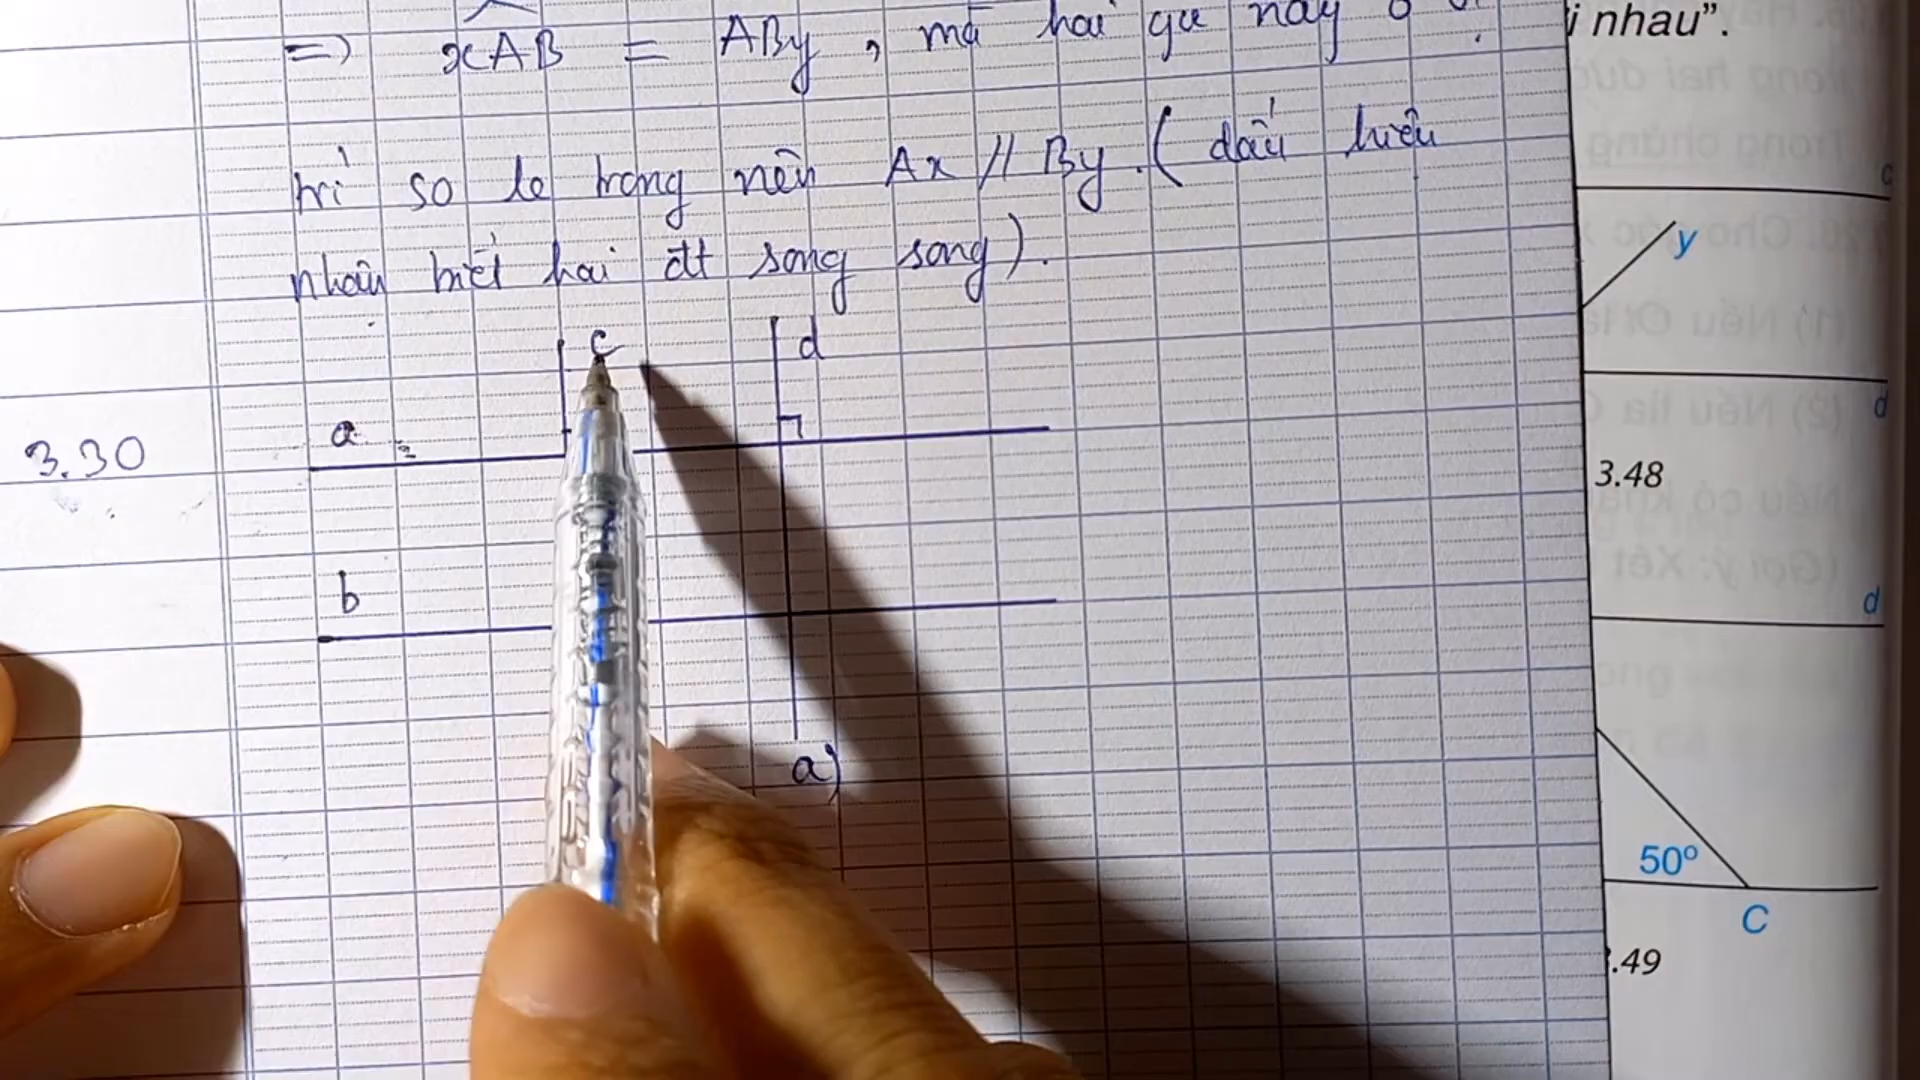 => xAB = ABy, mà hai góc này ở
trí so le trong nên Ax // By. (dấu hiệu
nhận biết hai đt song song).
c
d
a
3.30
b
a)
i nhau".
c
y
d
3.48
d
50°
C
.49